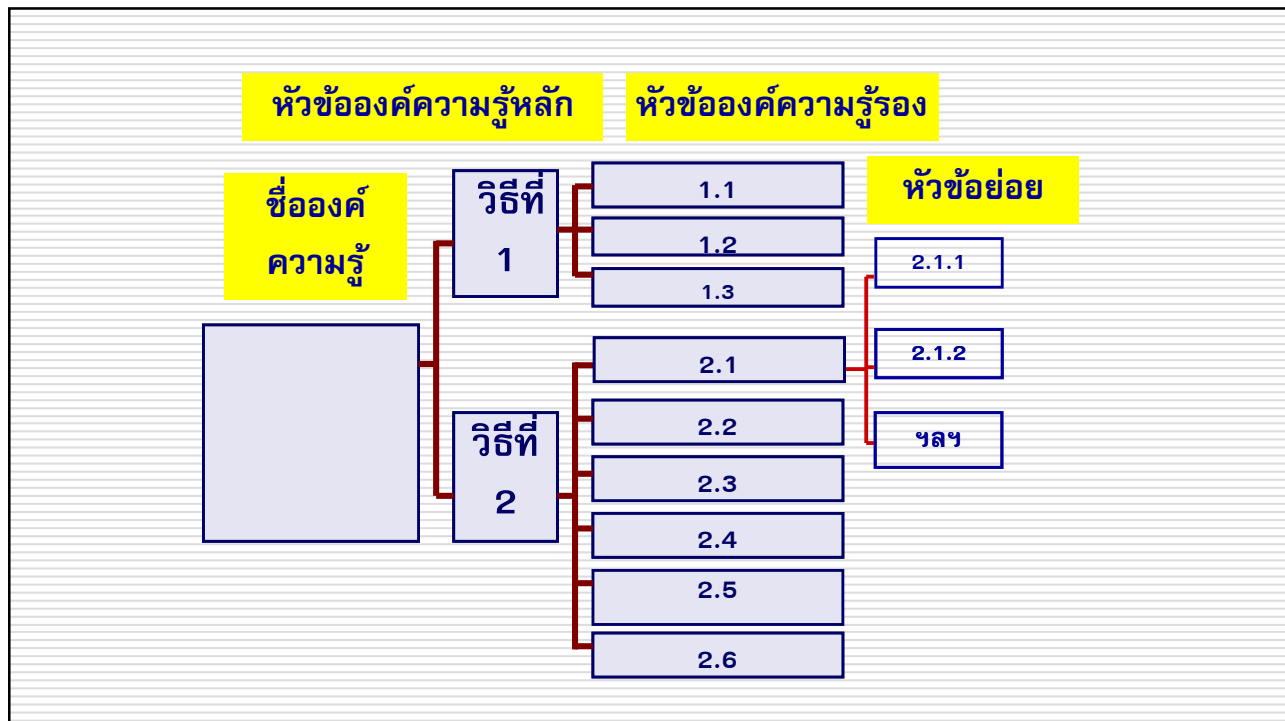 หัวข้อองค์ความรู้หลัก
หัวข้อองค์ความรู้รอง
ชื่อองค์
ความรู้
หัวข้อย่อย
วิธีที่
1
1.1
1.2
1.3
2.1.1
2.1.2
ฯลฯ
วิธีที่
2
2.1
2.2
2.3
2.4
2.5
2.6